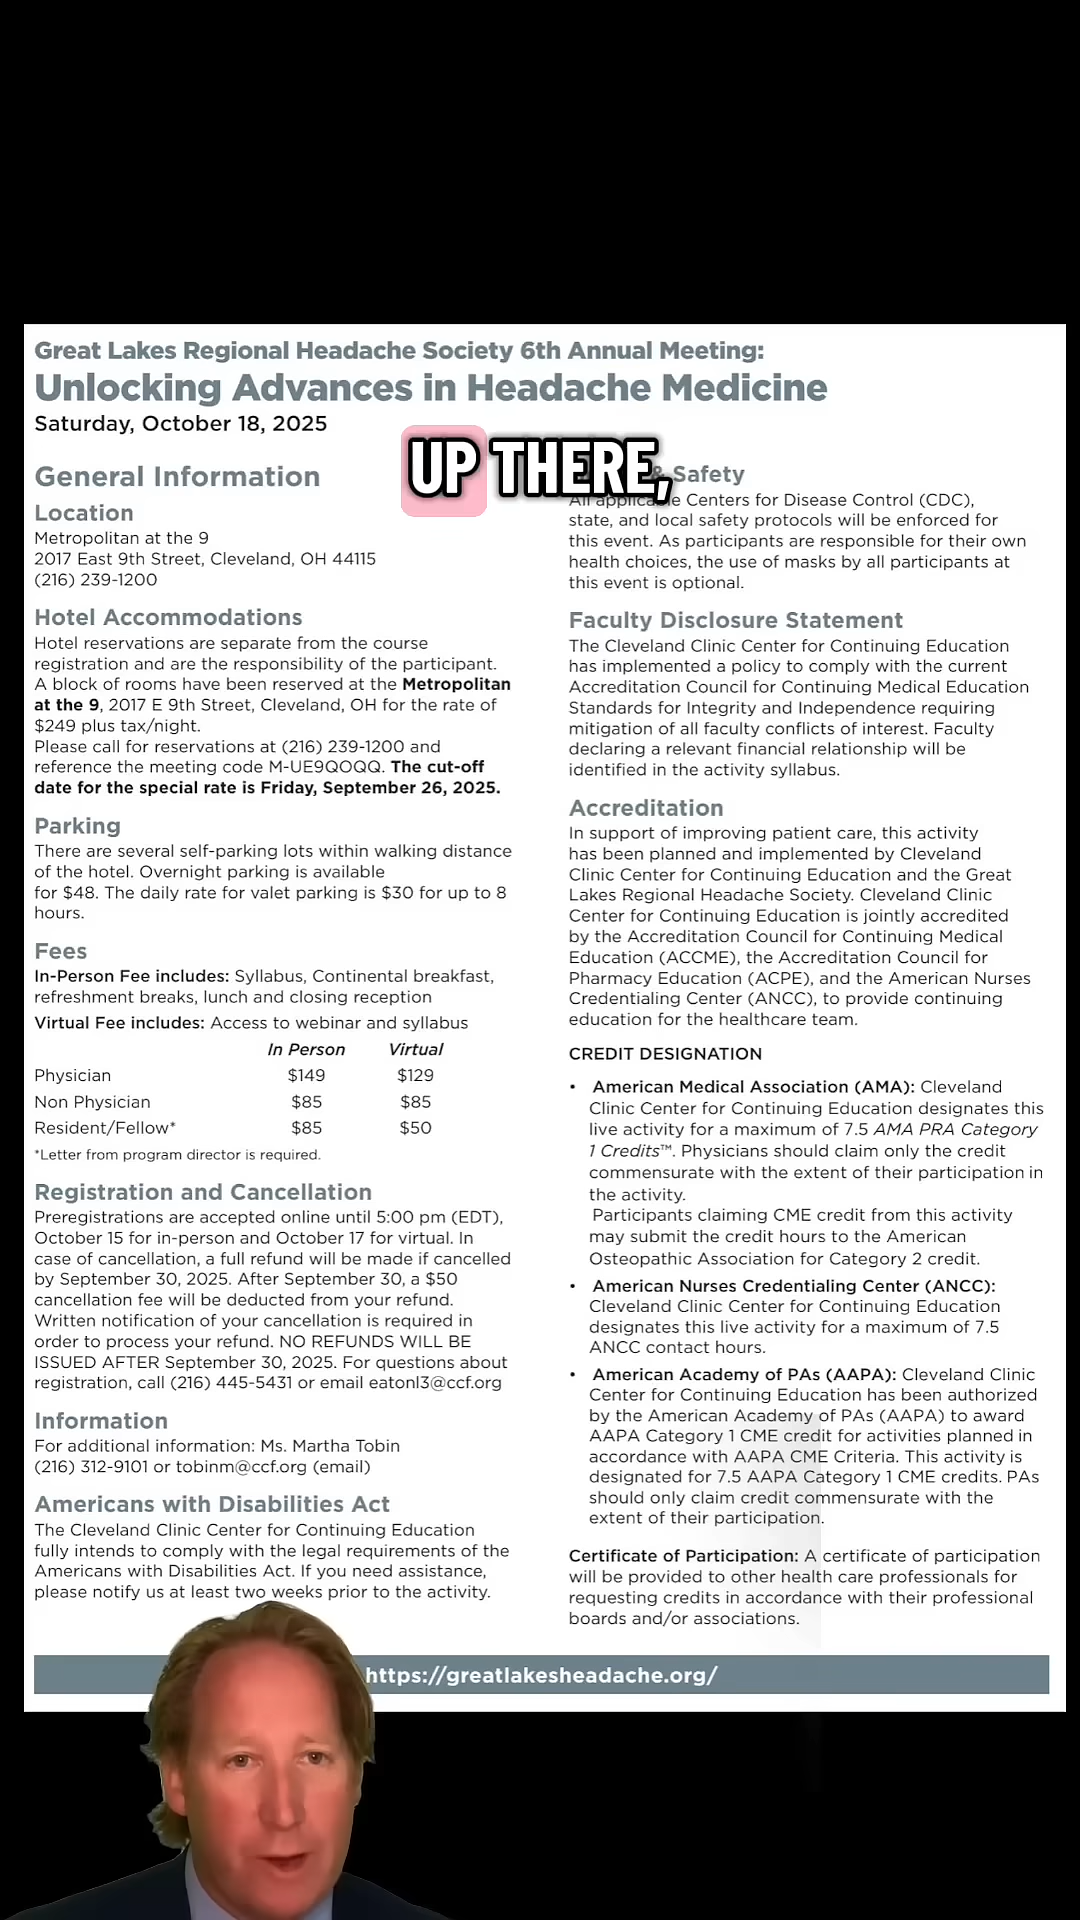 Great Lakes Regional Headache Society 6th Annual Meeting:
Unlocking Advances in Headache Medicine
Saturday, October 18, 2025
UP THERE,
General Information
Location
Metropolitan at the 9
2017 East 9th Street, Cleveland, OH 44115
(216) 239-1200
Hotel Accommodations
Hotel reservations are separate from the course
registration and are the responsibility of the participant.
A block of rooms have been reserved at the Metropolitan
at the 9, 2017 E 9th Street, Cleveland, OH for the rate of
$249 plus tax/night.
Please call for reservations at (216) 239-1200 and
reference the meeting code M-UE9QOQQ. The cut-off
date for the special rate is Friday, September 26, 2025.
Parking
There are several self-parking lots within walking distance
of the hotel. Overnight parking is available
for $48. The daily rate for valet parking is $30 for up to 8
hours.
Fees
In-Person Fee includes: Syllabus, Continental breakfast,
refreshment breaks, lunch and closing reception
Virtual Fee includes: Access to webinar and syllabus
In Person Virtual
Physician $149 $129
Non Physician $85 $85
Resident/Fellow* $85 $50
*Letter from program director is required.
Registration and Cancellation
Preregistrations are accepted online until 5:00 pm (EDT),
October 15 for in-person and October 17 for virtual. In
case of cancellation, a full refund will be made if cancelled
by September 30, 2025. After September 30, a $50
cancellation fee will be deducted from your refund.
Written notification of your cancellation is required in
order to process your refund. NO REFUNDS WILL BE
ISSUED AFTER September 30, 2025. For questions about
registration, call (216) 445-5431 or email eatonl3@ccf.org
Information
For additional information: Ms. Martha Tobin
(216) 312-9101 or tobinm@ccf.org (email)
Americans with Disabilities Act
The Cleveland Clinic Center for Continuing Education
fully intends to comply with the legal requirements of the
Americans with Disabilities Act. If you need assistance,
please notify us at least two weeks prior to the activity.
& Safety
All applicable Centers for Disease Control (CDC),
state, and local safety protocols will be enforced for
this event. As participants are responsible for their own
health choices, the use of masks by all participants at
this event is optional.
Faculty Disclosure Statement
The Cleveland Clinic Center for Continuing Education
has implemented a policy to comply with the current
Accreditation Council for Continuing Medical Education
Standards for Integrity and Independence requiring
mitigation of all faculty conflicts of interest. Faculty
declaring a relevant financial relationship will be
identified in the activity syllabus.
Accreditation
In support of improving patient care, this activity
has been planned and implemented by Cleveland
Clinic Center for Continuing Education and the Great
Lakes Regional Headache Society. Cleveland Clinic
Center for Continuing Education is jointly accredited
by the Accreditation Council for Continuing Medical
Education (ACCME), the Accreditation Council for
Pharmacy Education (ACPE), and the American Nurses
Credentialing Center (ANCC), to provide continuing
education for the healthcare team.
CREDIT DESIGNATION
• American Medical Association (AMA): Cleveland
Clinic Center for Continuing Education designates this
live activity for a maximum of 7.5 AMA PRA Category
1 Credits™. Physicians should claim only the credit
commensurate with the extent of their participation in
the activity.
Participants claiming CME credit from this activity
may submit the credit hours to the American
Osteopathic Association for Category 2 credit.
• American Nurses Credentialing Center (ANCC):
Cleveland Clinic Center for Continuing Education
designates this live activity for a maximum of 7.5
ANCC contact hours.
• American Academy of PAs (AAPA): Cleveland Clinic
Center for Continuing Education has been authorized
by the American Academy of PAs (AAPA) to award
AAPA Category 1 CME credit for activities planned in
accordance with AAPA CME Criteria. This activity is
designated for 7.5 AAPA Category 1 CME credits. PAs
should only claim credit commensurate with the
extent of their participation.
Certificate of Participation: A certificate of participation
will be provided to other health care professionals for
requesting credits in accordance with their professional
boards and/or associations.
https://greatlakesheadache.org/